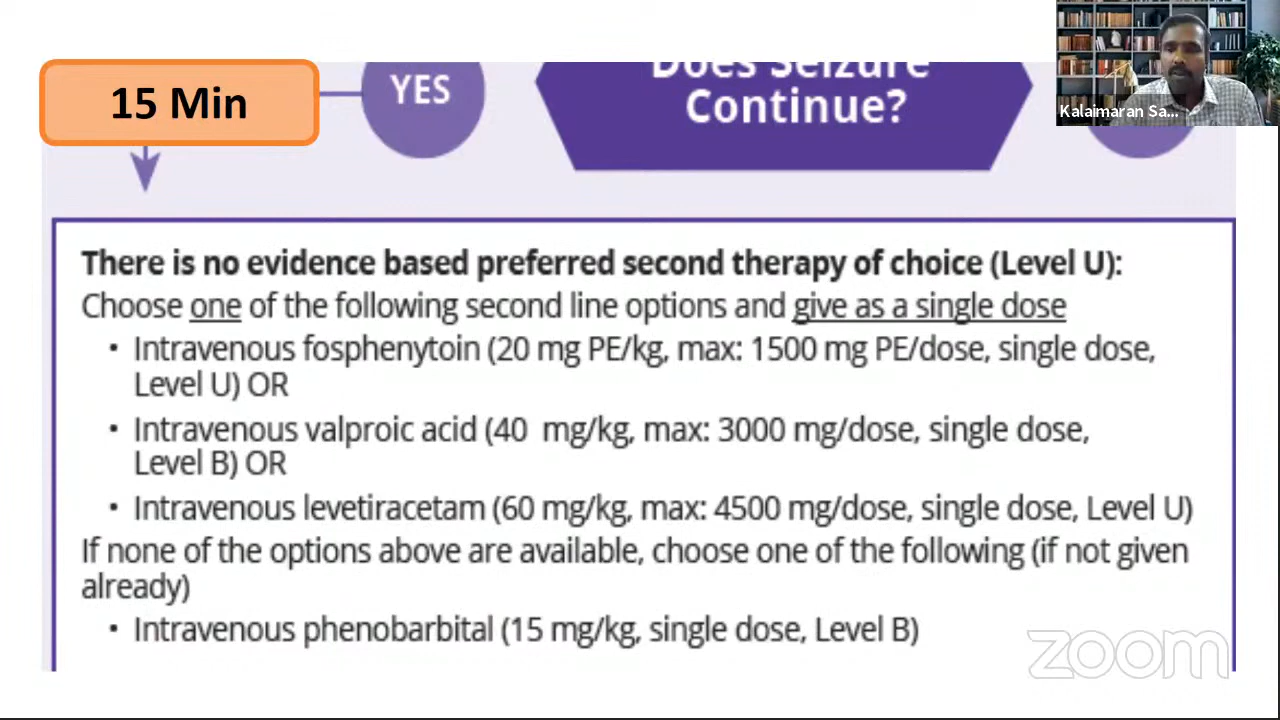 15 Min
YES
Does Seizure
Continue?
Kalaimaran Sa...
There is no evidence based preferred second therapy of choice (Level U):
Choose one of the following second line options and give as a single dose
• Intravenous fosphenytoin (20 mg PE/kg, max: 1500 mg PE/dose, single dose,
Level U) OR
• Intravenous valproic acid (40 mg/kg, max: 3000 mg/dose, single dose,
Level B) OR
• Intravenous levetiracetam (60 mg/kg, max: 4500 mg/dose, single dose, Level U)
If none of the options above are available, choose one of the following (if not given
already)
• Intravenous phenobarbital (15 mg/kg, single dose, Level B)
zoom